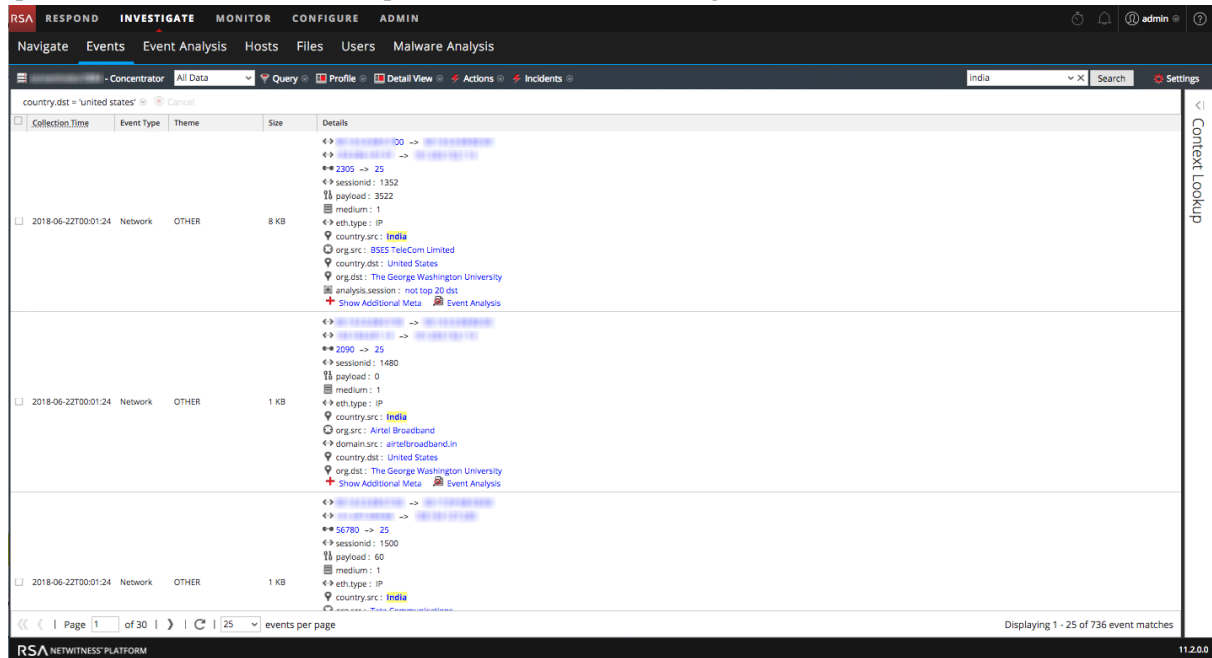 RSA RESPOND INVESTIGATE MONITOR CONFIGURE ADMIN admin
Navigate Events Event Analysis Hosts Files Users Malware Analysis
- Concentrator All Data Query Profile Detail View Actions Incidents india X Search Settings
country.dst = 'united states' Cancel
Context Lookup
Collection Time Event Type Theme Size Details
->
->
2305 -> 25
sessionid : 1352
payload : 3522
medium : 1
2018-06-22T00:01:24 Network OTHER 8 KB eth.type : IP
country.src : India
org.src : BSES TeleCom Limited
country.dst : United States
org.dst : The George Washington University
analysis.session : not top 20 dst
+ Show Additional Meta Event Analysis
->
->
2090 -> 25
sessionid : 1480
payload : 0
medium : 1
2018-06-22T00:01:24 Network OTHER 1 KB eth.type : IP
country.src : India
org.src : Airtel Broadband
domain.src : airtelbroadband.in
country.dst : United States
org.dst : The George Washington University
+ Show Additional Meta Event Analysis
->
->
56780 -> 25
sessionid : 1500
payload : 60
medium : 1
2018-06-22T00:01:24 Network OTHER 1 KB eth.type : IP
country.src : India
Page 1 of 30 | 25 events per page Displaying 1 - 25 of 736 event matches
RSA NETWITNESS® PLATFORM 11.2.0.0